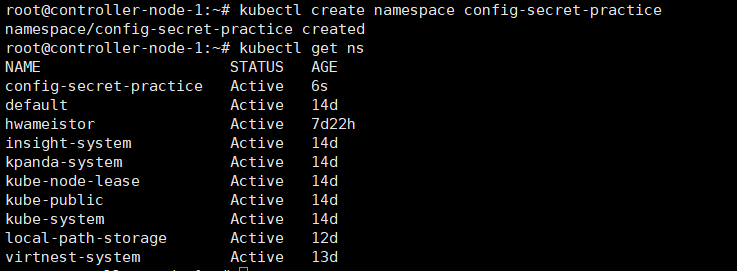 root@controller-node-1:~# kubectl create namespace config-secret-practice
namespace/config-secret-practice created
root@controller-node-1:~# kubectl get ns
NAME STATUS AGE
config-secret-practice Active 6s
default Active 14d
hwameistor Active 7d22h
insight-system Active 14d
kpanda-system Active 14d
kube-node-lease Active 14d
kube-public Active 14d
kube-system Active 14d
local-path-storage Active 12d
virtnest-system Active 13d